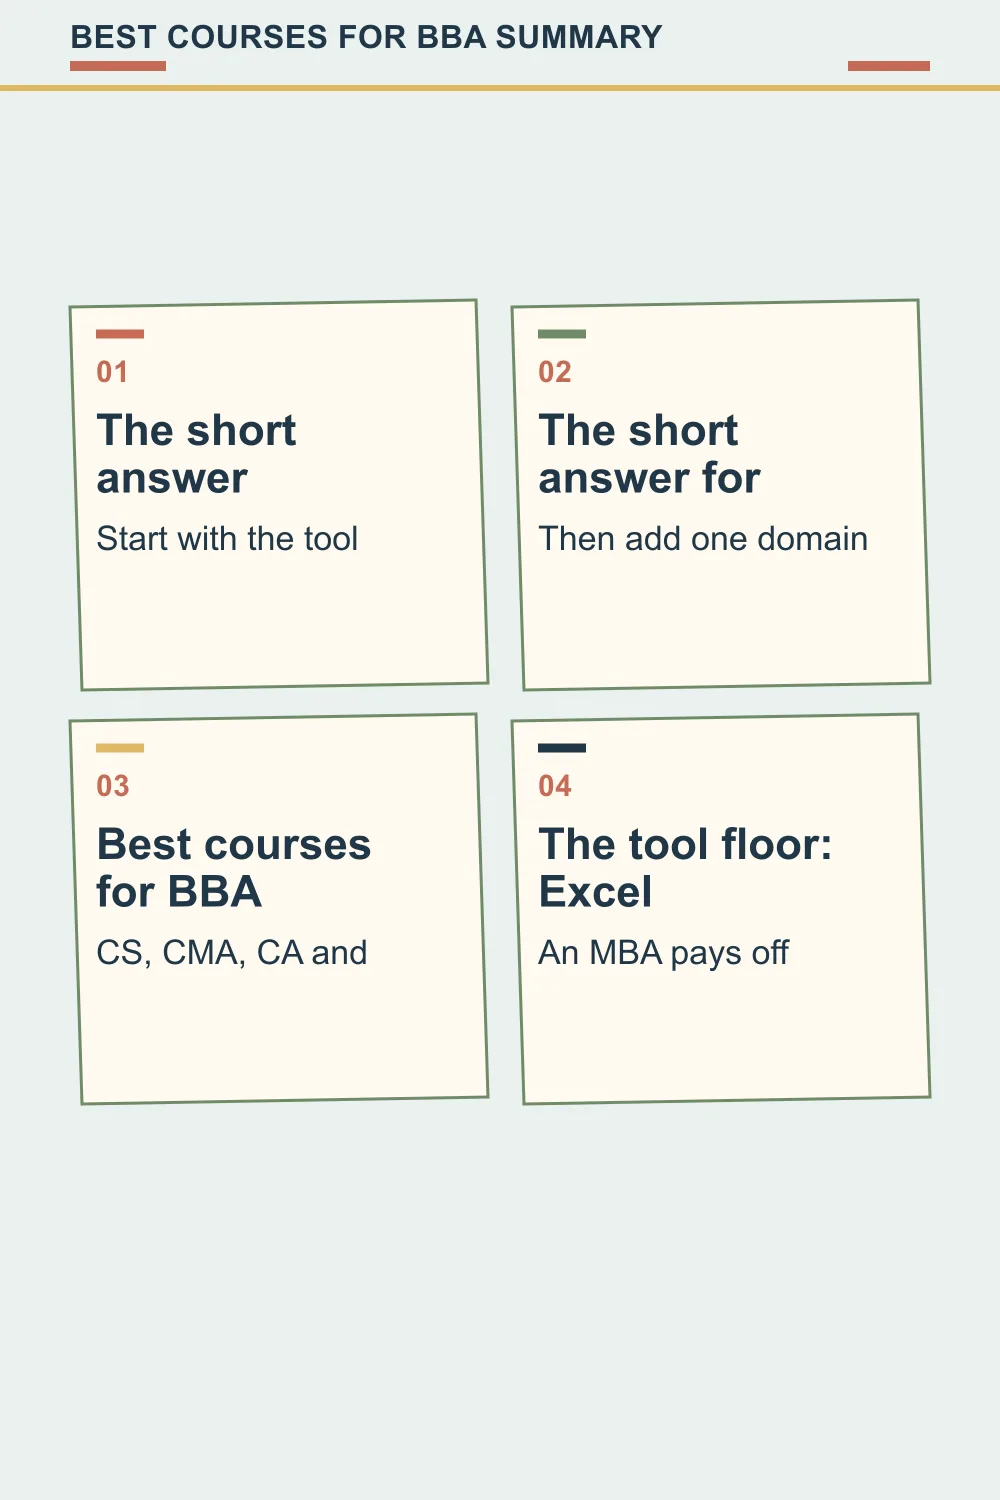 BEST COURSES FOR BBA SUMMARY
01
The short
answer
Start with the tool
02
The short
answer for
Then add one domain
03
Best courses
for BBA
CS, CMA, CA and
04
The tool floor:
Excel
An MBA pays off